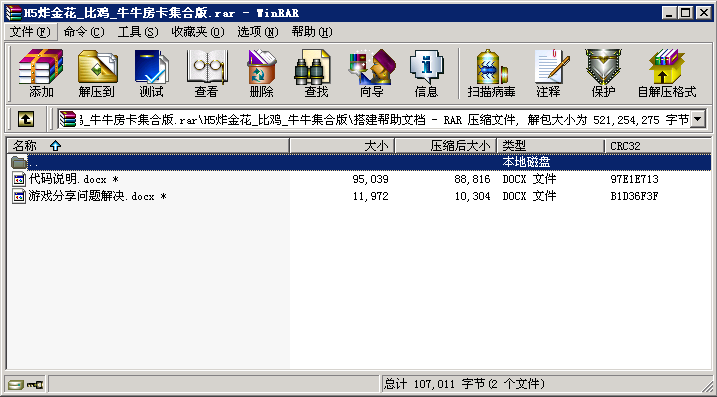 H5炸金花_比鸡_牛牛房卡集合版.rar - WinRAR
文件(F) 命令(C) 工具(S) 收藏夹(O) 选项(N) 帮助(H)
添加 解压到 测试 查看 删除 查找 向导 信息 扫描病毒 注释 保护 自解压格式
_牛牛房卡集合版.rar\H5炸金花_比鸡_牛牛房卡集合版\搭建帮助文档 - RAR 压缩文件, 解包大小为 521,254,275 字节
名称 大小 压缩后大小 类型 CRC32
.. 本地磁盘
代码说明.docx * 95,039 88,816 DOCX 文件 97E1E713
游戏分享问题解决.docx * 11,972 10,304 DOCX 文件 B1D36F3F
总计 107,011 字节(2 个文件)